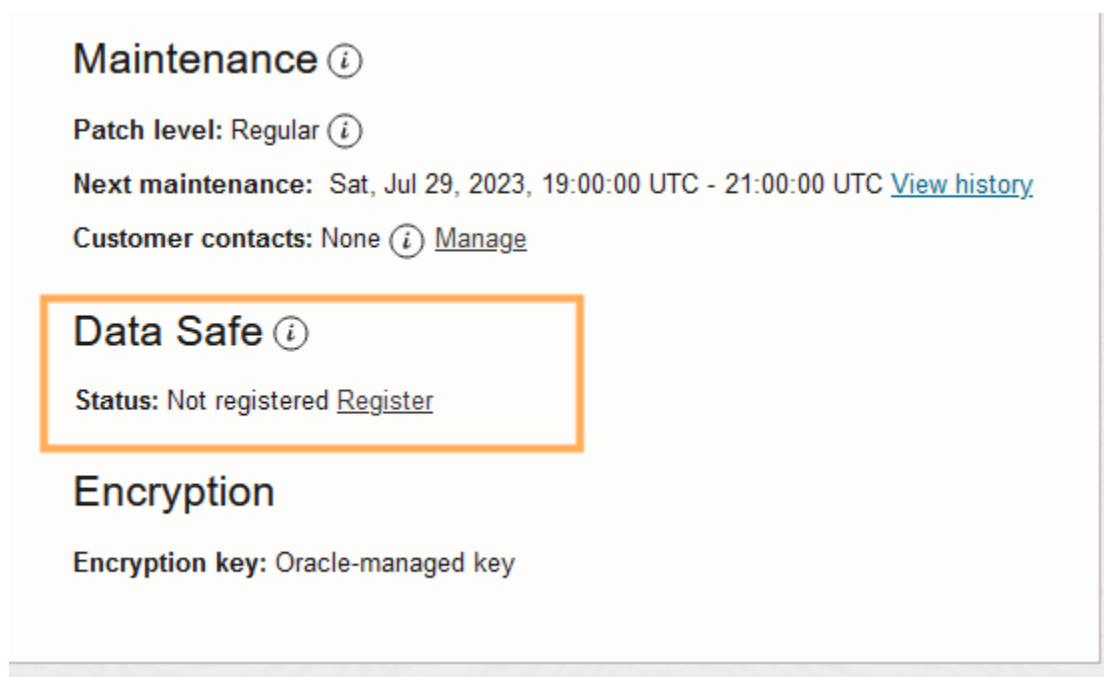 Maintenance i
Patch level: Regular i
Next maintenance: Sat, Jul 29, 2023, 19:00:00 UTC - 21:00:00 UTC View history
Customer contacts: None i Manage
Data Safe i
Status: Not registered Register
Encryption
Encryption key: Oracle-managed key